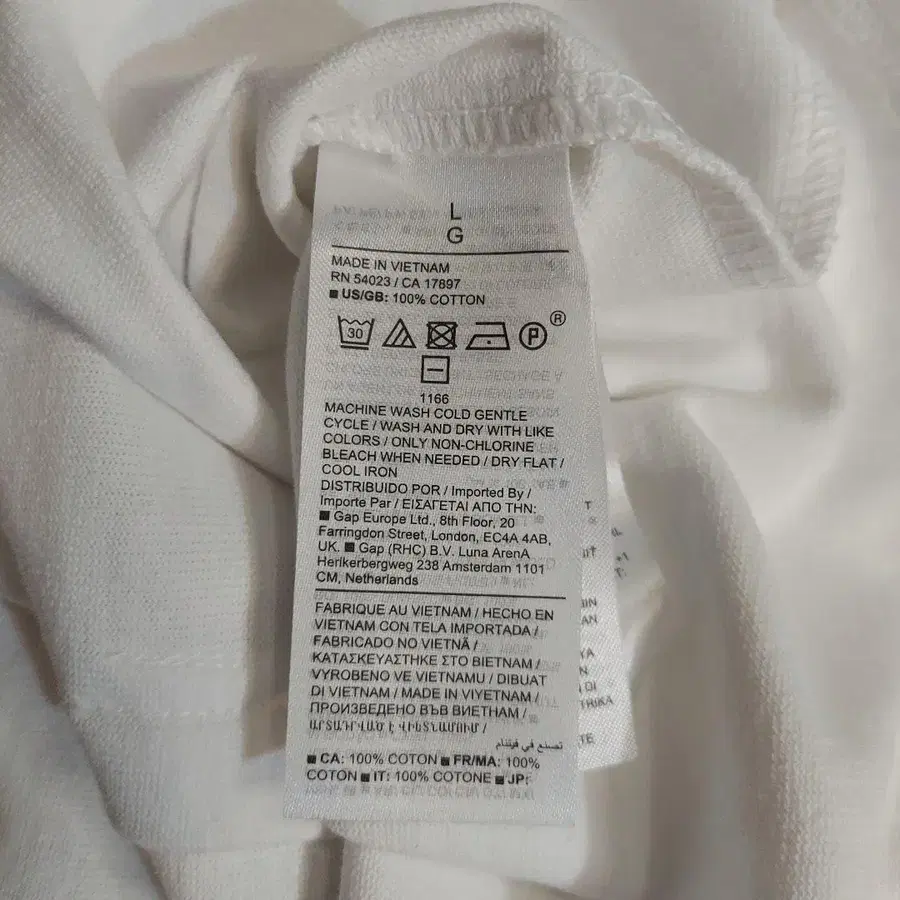 L
G
MADE IN VIETNAM
RN 54023 / CA 17897
■ US/GB: 100% COTTON
30
P
®
1166
MACHINE WASH COLD GENTLE
CYCLE / WASH AND DRY WITH LIKE
COLORS / ONLY NON-CHLORINE
BLEACH WHEN NEEDED / DRY FLAT /
COOL IRON
DISTRIBUIDO POR / Imported By /
Importe Par / ΕΙΣΑΓΕΤΑΙ ΑΠΟ ΤΗΝ:
■ Gap Europe Ltd., 8th Floor, 20
Farringdon Street, London, EC4A 4AB,
UK. ■ Gap (RHC) B.V. Luna ArenA
Herikerbergweg 238 Amsterdam 1101
CM, Netherlands
FABRIQUE AU VIETNAM / HECHO EN
VIETNAM CON TELA IMPORTADA /
FABRICADO NO VIETNÃ /
ΚΑΤΑΣΚΕΥΑΣΤΗΚΕ ΣΤΟ ΒΙΕΤΝΑΜ /
VYROBENO VE VIETNAMU / DIBUAT
DI VIETNAM / MADE IN VIYETNAM /
ПРОИЗВЕДЕНО ВЪВ ВИЕТНАМ /
ԱՐՏԱԴՐՎԱԾ Է ՎԻԵՏՆԱՄՈՒՄ /
تصنع في فيتنام
■ CA: 100% COTON ■ FR/MA: 100%
COTON ■ IT: 100% COTONE ■ JP: